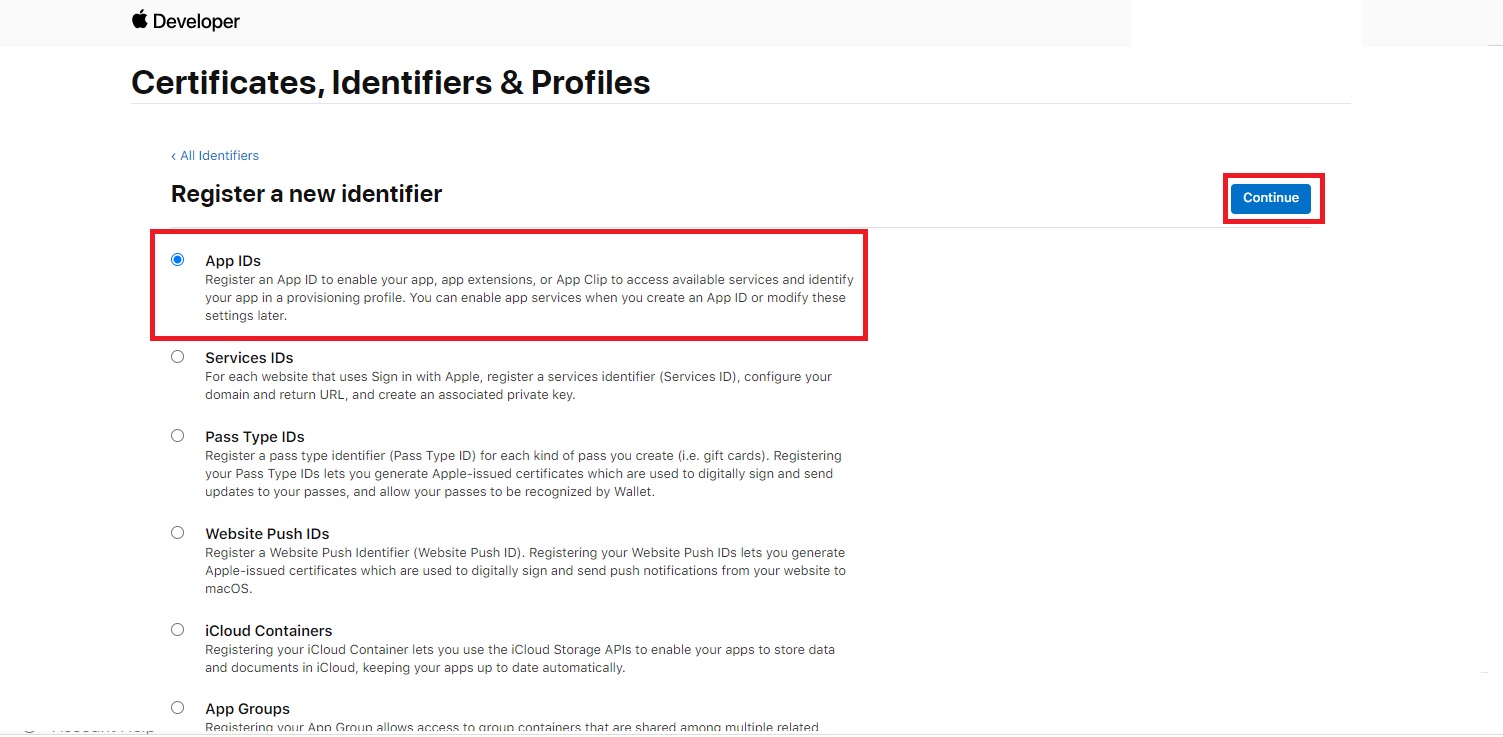 Developer
Certificates, Identifiers & Profiles
‹ All Identifiers
Register a new identifier
Continue
App IDs
Register an App ID to enable your app, app extensions, or App Clip to access available services and identify
your app in a provisioning profile. You can enable app services when you create an App ID or modify these
settings later.
Services IDs
For each website that uses Sign in with Apple, register a services identifier (Services ID), configure your
domain and return URL, and create an associated private key.
Pass Type IDs
Register a pass type identifier (Pass Type ID) for each kind of pass you create (i.e. gift cards). Registering
your Pass Type IDs lets you generate Apple-issued certificates which are used to digitally sign and send
updates to your passes, and allow your passes to be recognized by Wallet.
Website Push IDs
Register a Website Push Identifier (Website Push ID). Registering your Website Push IDs lets you generate
Apple-issued certificates which are used to digitally sign and send push notifications from your website to
macOS.
iCloud Containers
Registering your iCloud Container lets you use the iCloud Storage APIs to enable your apps to store data
and documents in iCloud, keeping your apps up to date automatically.
App Groups
Registering your App Group allows access to group containers that are shared among multiple related